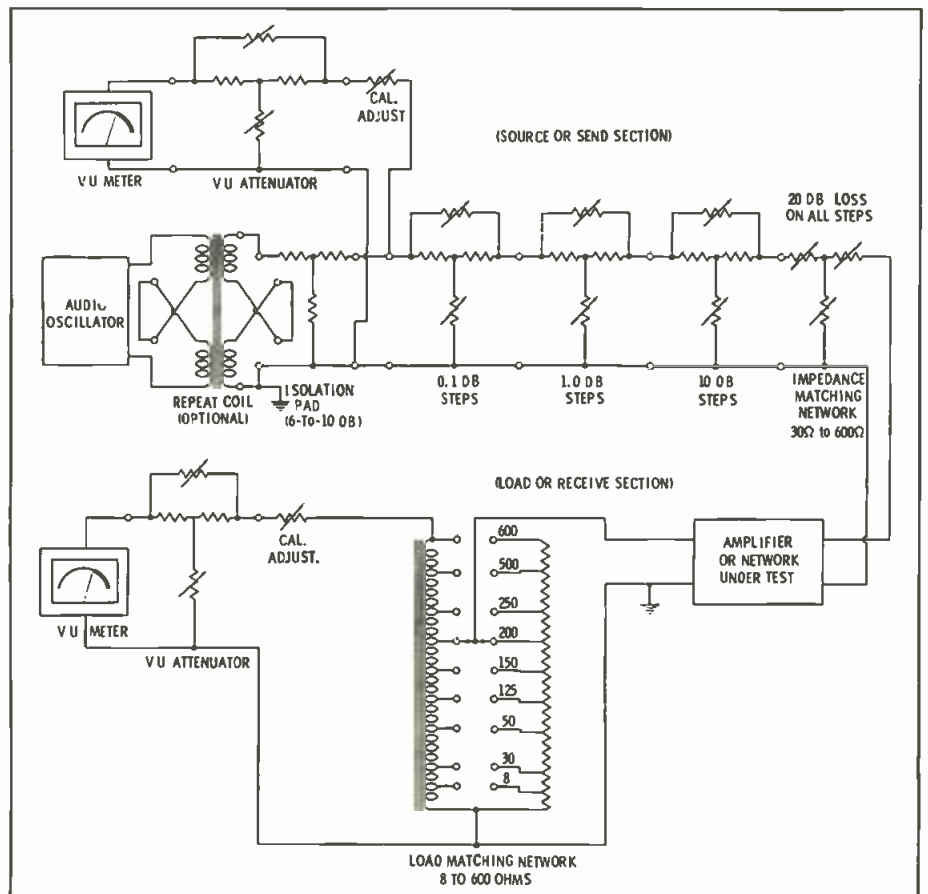 CAL.
ADJUST
(SOURCE OR SEND SECTION)
VU METER
VU ATTENUATOR
20 DB LOSS
ON ALL STEPS
AUDIO
OSCILLATOR
REPEAT COIL
(OPTIONAL)
ISOLATION
PAD
(6-To-10 DB)
0.1 DB
STEPS
1.0 DB
STEPS
10 DB
STEPS
IMPEDANCE
MATCHING
NETWORK
30Ω to 600Ω
(LOAD OR RECEIVE SECTION)
CAL.
ADJUST.
VU METER
VU ATTENUATOR
600
500
250
200
150
125
50
30
8
AMPLIFIER
OR NETWORK
UNDER TEST
LOAD MATCHING NETWORK
8 TO 600 OHMS